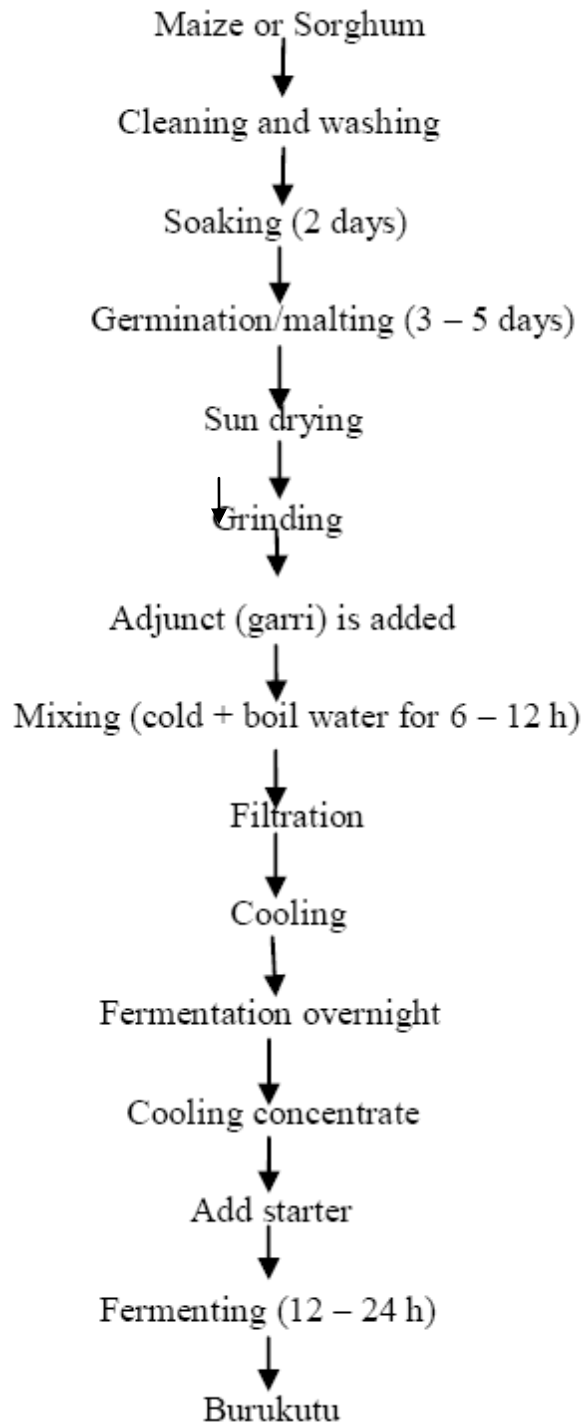 Maize or Sorghum
Cleaning and washing
Soaking (2 days)
Germination/malting (3 – 5 days)
Sun drying
Grinding
Adjunct (garri) is added
Mixing (cold + boil water for 6 – 12 h)
Filtration
Cooling
Fermentation overnight
Cooling concentrate
Add starter
Fermenting (12 – 24 h)
Burukutu